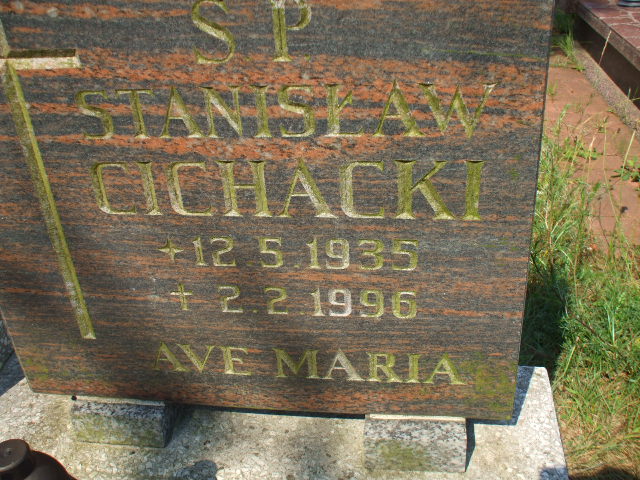 S P
STANISŁAW
CICHACKI
12.5.1935
2.2.1996
AVE MARIA